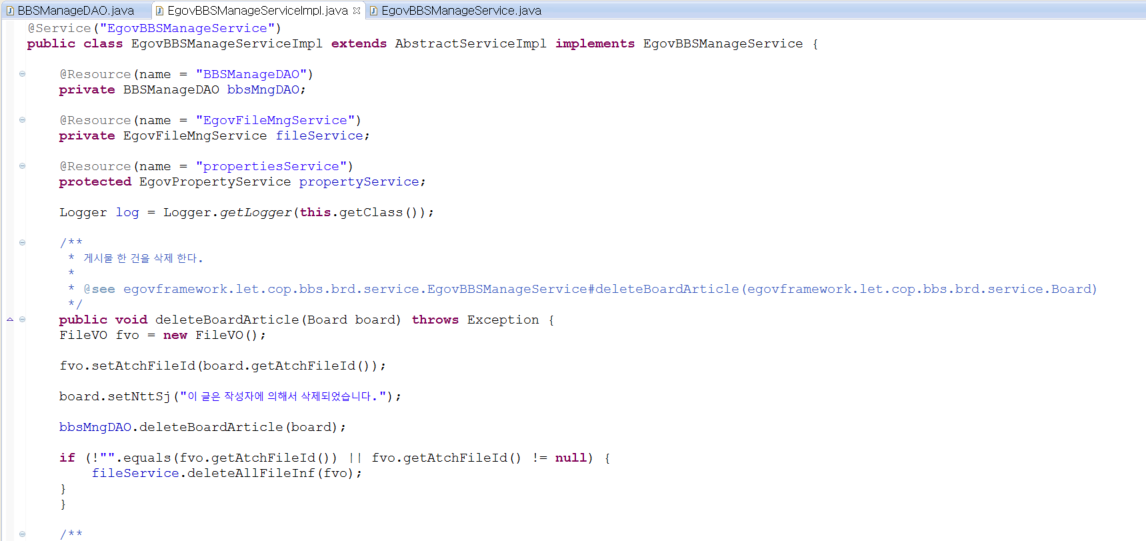 BBSManageDAO.java EgovBBSManageServiceImpl.java EgovBBSManageService.java
@Service("EgovBBSManageService")
public class EgovBBSManageServiceImpl extends AbstractServiceImpl implements EgovBBSManageService {
@Resource(name = "BBSManageDAO")
private BBSManageDAO bbsMngDAO;
@Resource(name = "EgovFileMngService")
private EgovFileMngService fileService;
@Resource(name = "propertiesService")
protected EgovPropertyService propertyService;
Logger log = Logger.getLogger(this.getClass());
/**
* 게시물 한 건을 삭제 한다.
*
* @see egovframework.let.cop.bbs.brd.service.EgovBBSManageService#deleteBoardArticle(egovframework.let.cop.bbs.brd.service.Board)
*/
public void deleteBoardArticle(Board board) throws Exception {
FileVO fvo = new FileVO();
fvo.setAtchFileId(board.getAtchFileId());
board.setNttSj("이 글은 작성자에 의해서 삭제되었습니다.");
bbsMngDAO.deleteBoardArticle(board);
if (!"".equals(fvo.getAtchFileId()) || fvo.getAtchFileId() != null) {
fileService.deleteAllFileInf(fvo);
}
}
/**